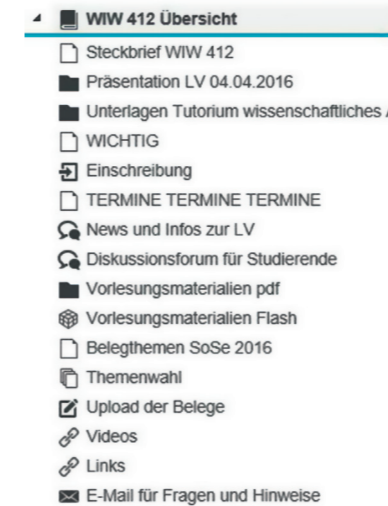 WIW 412 Übersicht
Steckbrief WIW 412
Präsentation LV 04.04.2016
Unterlagen Tutorium wissenschaftliches
WICHTIG
Einschreibung
TERMINE TERMINE TERMINE
News und Infos zur LV
Diskussionsforum für Studierende
Vorlesungsmaterialien pdf
Vorlesungsmaterialien Flash
Belegthemen SoSe 2016
Themenwahl
Upload der Belege
Videos
Links
E-Mail für Fragen und Hinweise